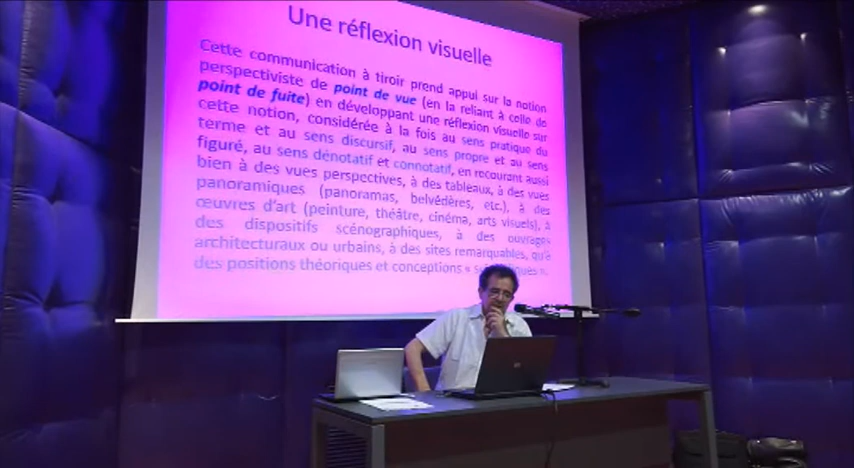 Une réflexion visuelle
Cette communication à tiroir prend appui sur la notion
perspectiviste de point de vue (en la reliant à celle de
point de fuite) en développant une réflexion visuelle sur
cette notion, considérée à la fois au sens pratique du
terme et au sens discursif, au sens propre et au sens
figuré, au sens dénotatif et connotatif, en recourant aussi
bien à des vues perspectives, à des tableaux, à des vues
panoramiques (panoramas, belvédères, etc.), à des
œuvres d'art (peinture, théâtre, cinéma, arts visuels), à
des dispositifs scénographiques, à des ouvrages
architecturaux ou urbains, à des sites remarquables, qu'à
des positions théoriques et conceptions «